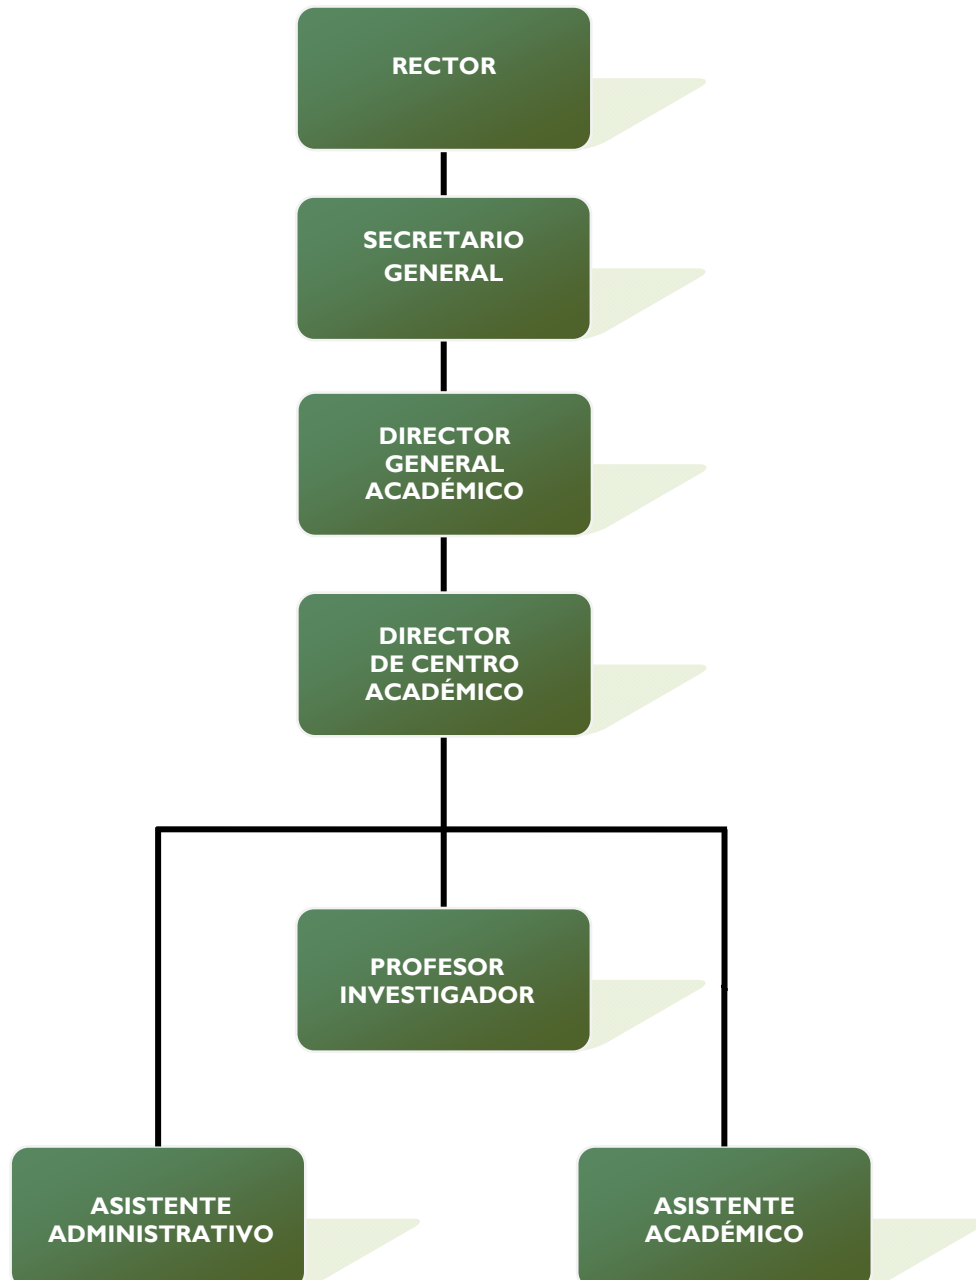 RECTOR
SECRETARIO
GENERAL
DIRECTOR
GENERAL
ACADÉMICO
DIRECTOR
DE CENTRO
ACADÉMICO
PROFESOR
INVESTIGADOR
ASISTENTE
ADMINISTRATIVO
ASISTENTE
ACADÉMICO